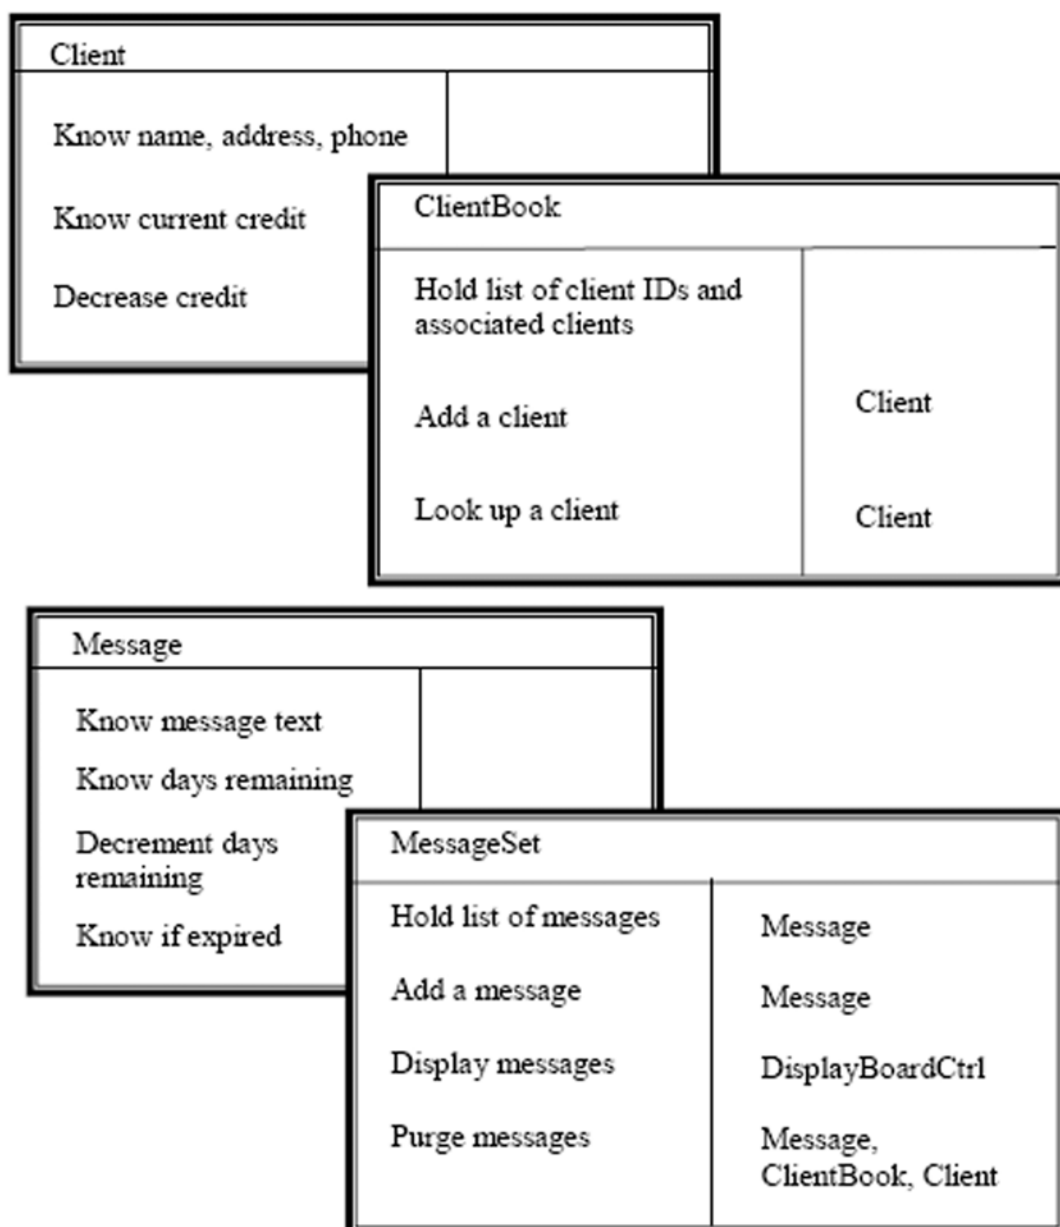 Client
Know name, address, phone
Know current credit
Decrease credit
ClientBook
Hold list of client IDs and
associated clients
Add a client
Client
Look up a client
Client
Message
Know message text
Know days remaining
Decrement days
remaining
Know if expired
MessageSet
Hold list of messages
Message
Add a message
Message
Display messages
DisplayBoardCtrl
Purge messages
Message,
ClientBook, Client